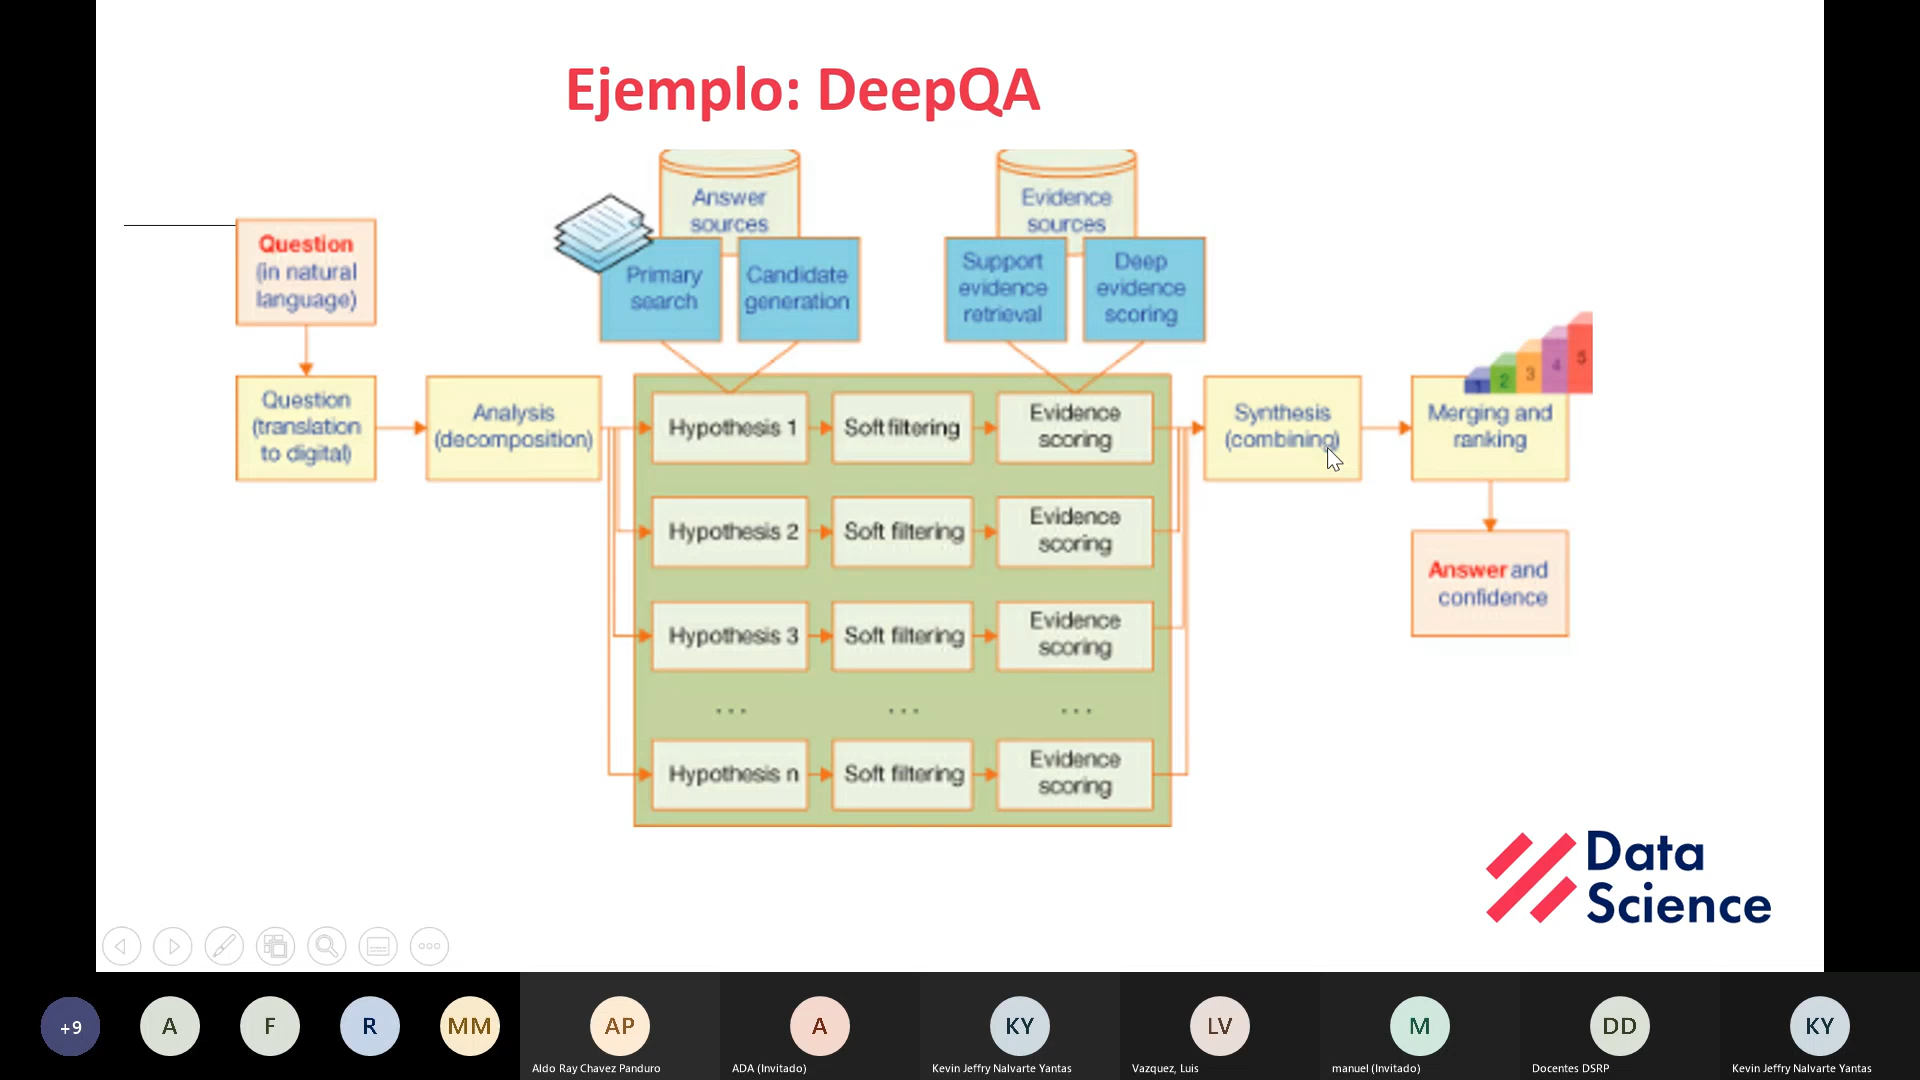 Ejemplo: DeepQA
Answer
sources
Evidence
sources
Question
(in natural
language)
Primary
search
Candidate
generation
Support
evidence
retrieval
Deep
evidence
scoring
1
2
3
4
5
Question
(translation
to digital)
Analysis
(decomposition)
Hypothesis 1
Soft filtering
Evidence
scoring
Synthesis
(combining)
Merging and
ranking
Hypothesis 2
Soft filtering
Evidence
scoring
Answer and
confidence
Hypothesis 3
Soft filtering
Evidence
scoring
...
...
...
Hypothesis n
Soft filtering
Evidence
scoring
Data
Science
+9
A
F
R
MM
AP
A
KY
LV
M
DD
KY
Aldo Ray Chavez Panduro
ADA (Invitado)
Kevin Jeffry Nalvarte Yantas
Vazquez, Luis
manuel (Invitado)
Docentes DSRP
Kevin Jeffry Nalvarte Yantas